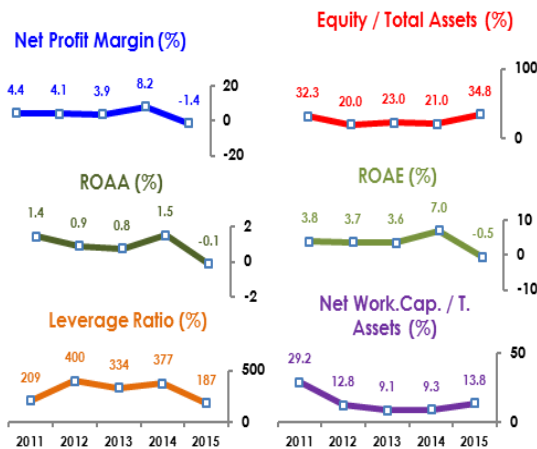 Net Profit Margin (%)
4.4 4.1 3.9 8.2 -1.4
20
0
-20
Equity / Total Assets (%)
32.3 20.0 23.0 21.0 34.8
100
0
ROAA (%)
1.4 0.9 0.8 1.5 -0.1
2
0
-2
ROAE (%)
3.8 3.7 3.6 7.0 -0.5
10
0
-10
Leverage Ratio (%)
209 400 334 377 187
500
0
2011 2012 2013 2014 2015
Net Work.Cap. / T.
Assets (%)
29.2 12.8 9.1 9.3 13.8
50
0
2011 2012 2013 2014 2015